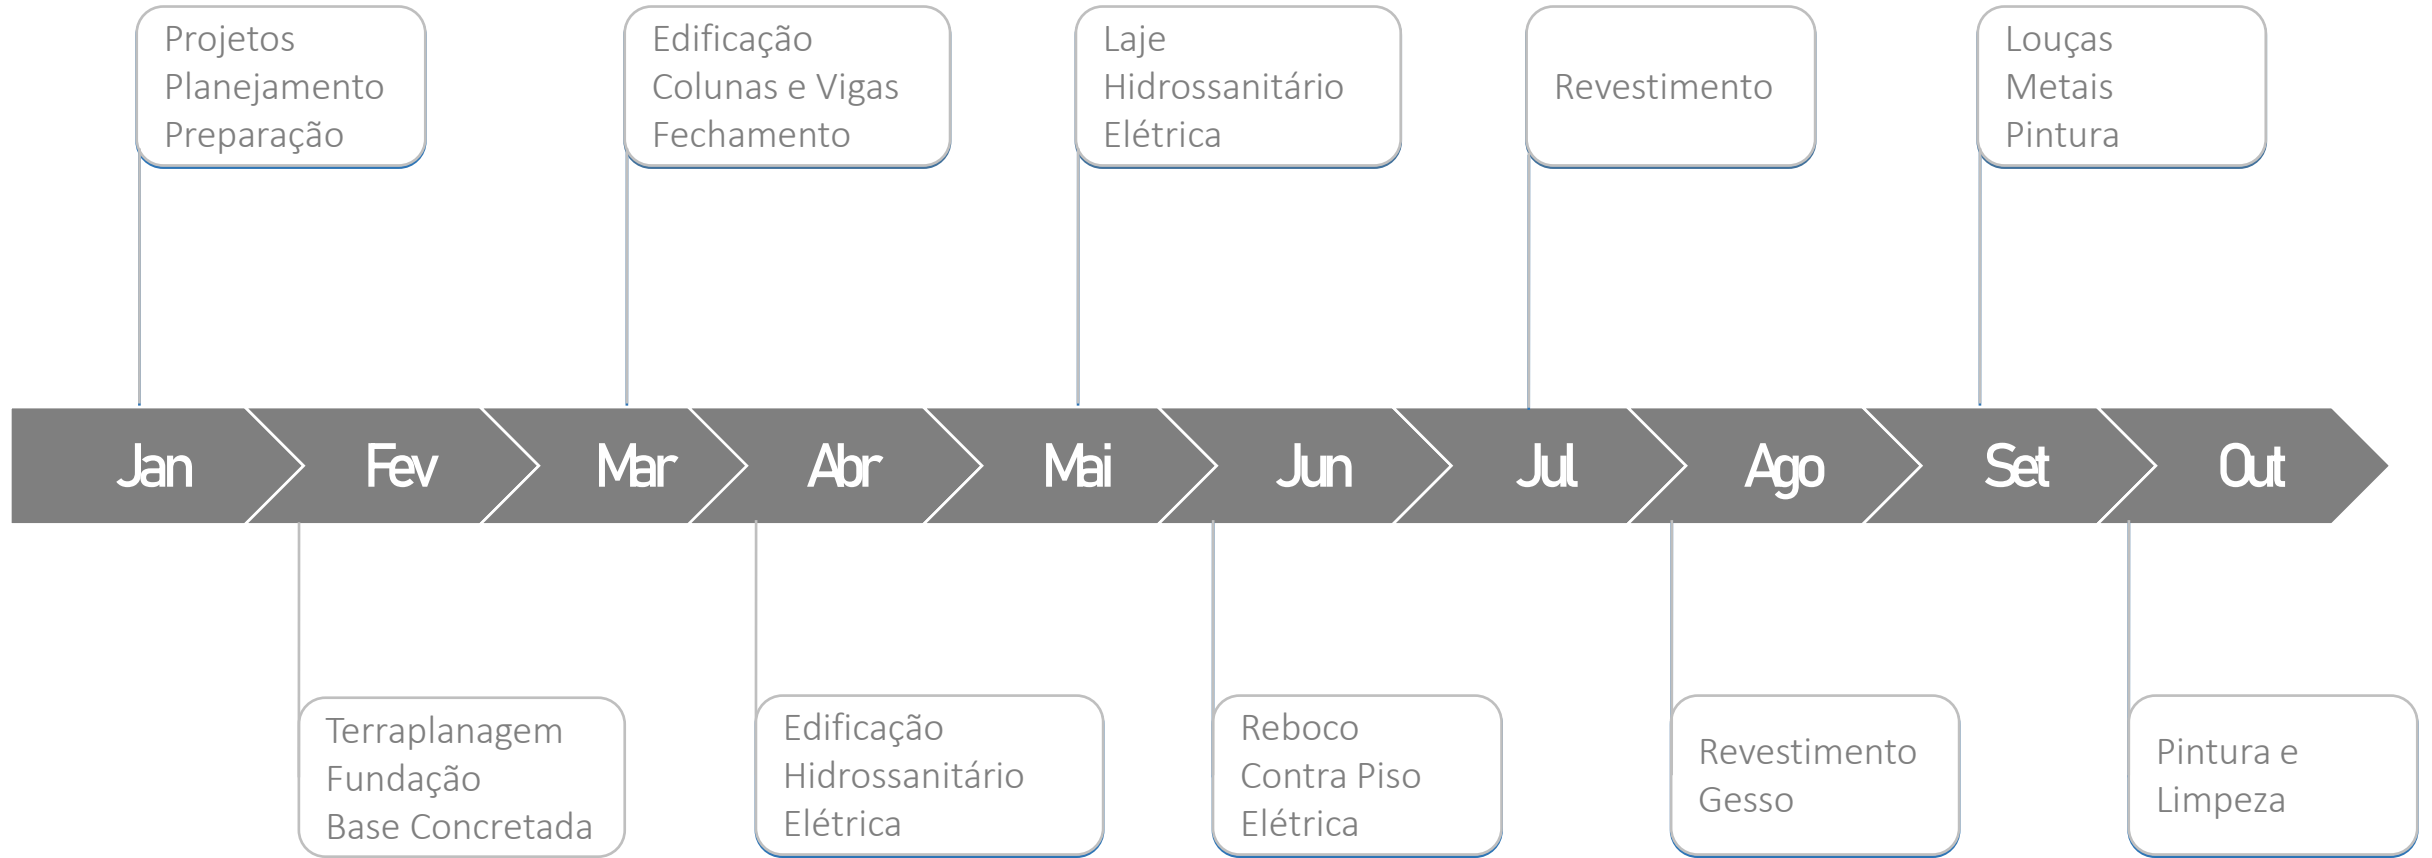 Projetos
Planejamento
Preparação
Edificação
Colunas e Vigas
Fechamento
Laje
Hidrossanitário
Elétrica
Revestimento
Louças
Metais
Pintura
Jan
Fev
Mar
Abr
Mai
Jun
Jul
Ago
Set
Out
Terraplanagem
Fundação
Base Concretada
Edificação
Hidrossanitário
Elétrica
Reboco
Contra Piso
Elétrica
Revestimento
Gesso
Pintura e
Limpeza